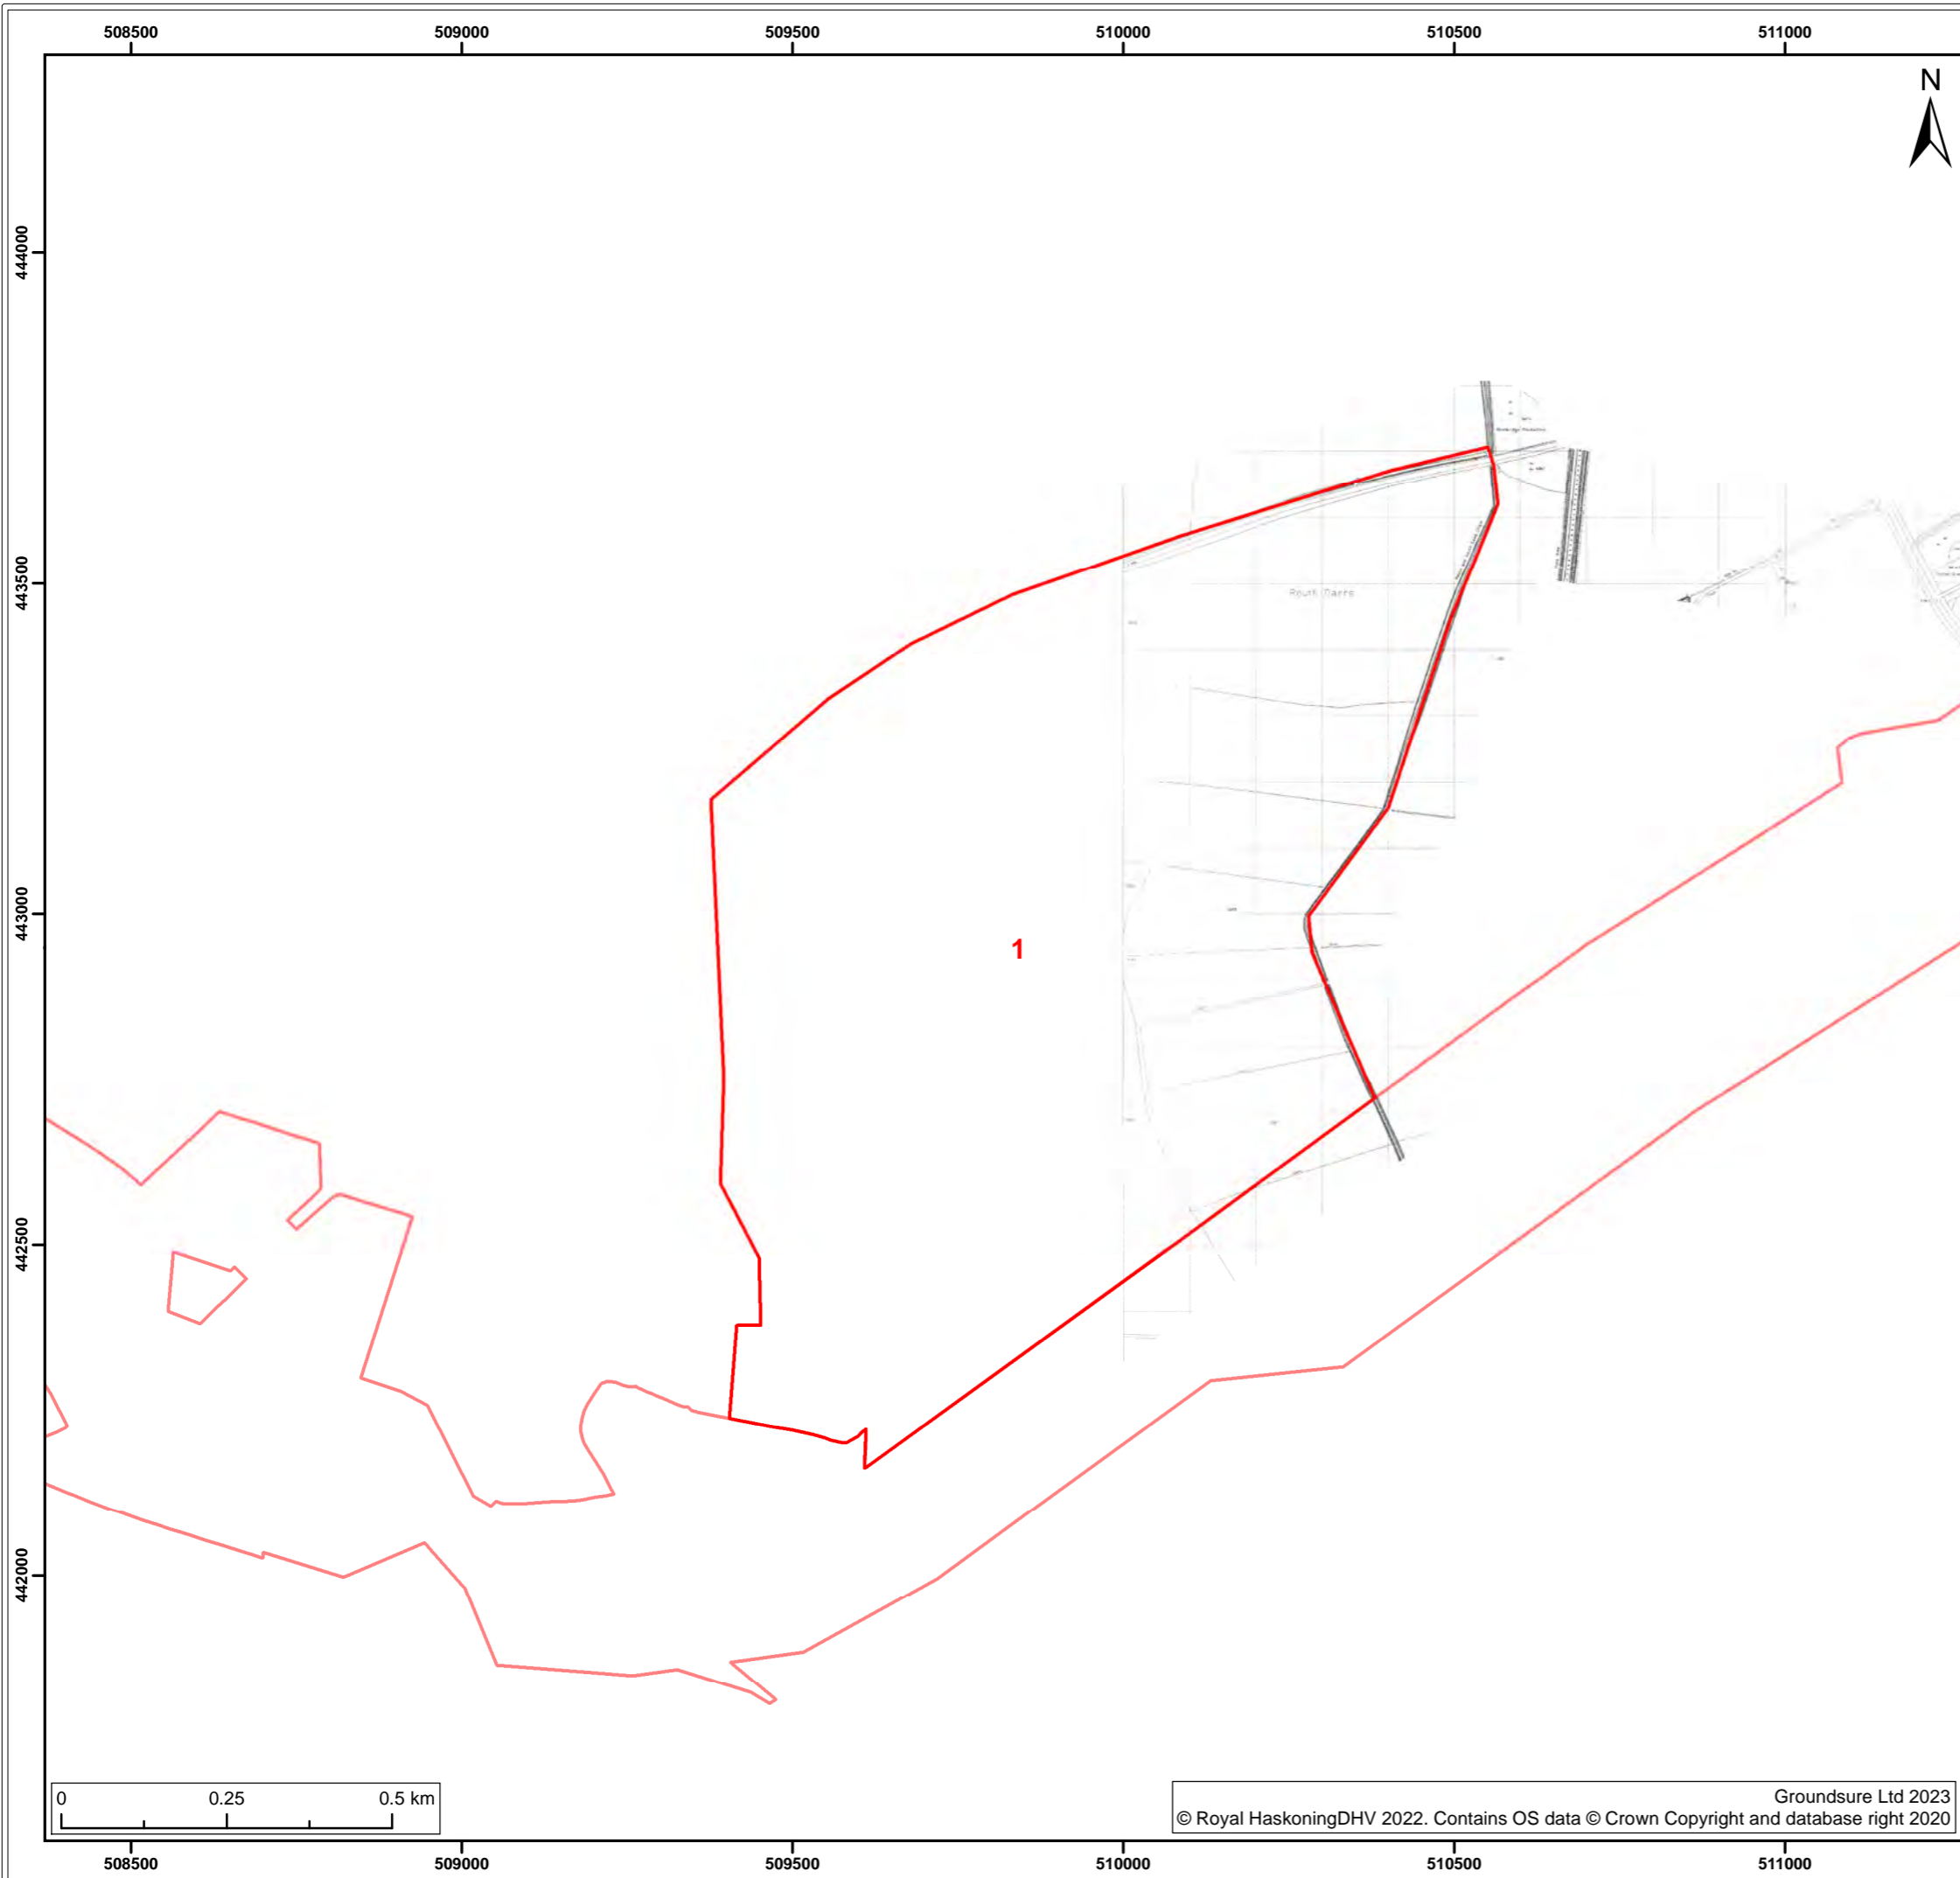 508500 509000 509500 510000 510500 511000
N
444000
443500
443000
442500
442000
Routh Carrs
1
0 0.25 0.5 km
Groundsure Ltd 2023
© Royal HaskoningDHV 2022. Contains OS data © Crown Copyright and database right 2020
508500 509000 509500 510000 510500 511000